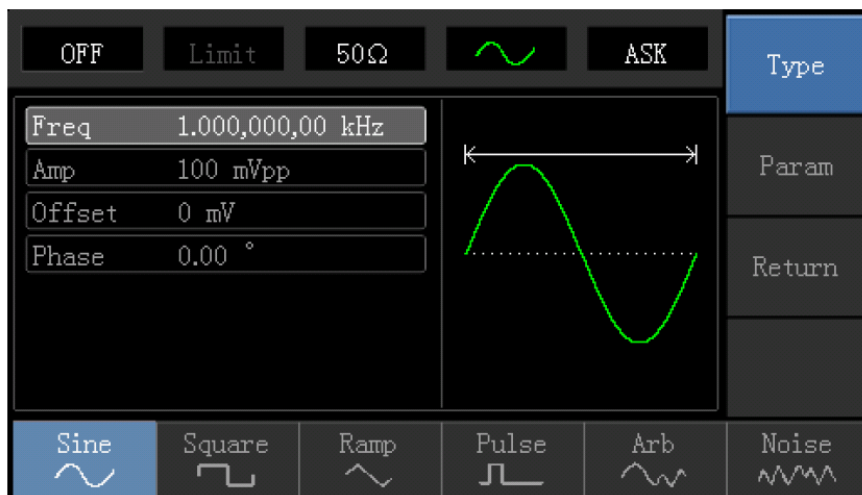 OFF Limit 50Ω ASK
Type
Freq 1.000,000,00 kHz
Amp 100 mVpp
Offset 0 mV
Phase 0.00 °
Param
Return
Sine Square Ramp Pulse Arb Noise